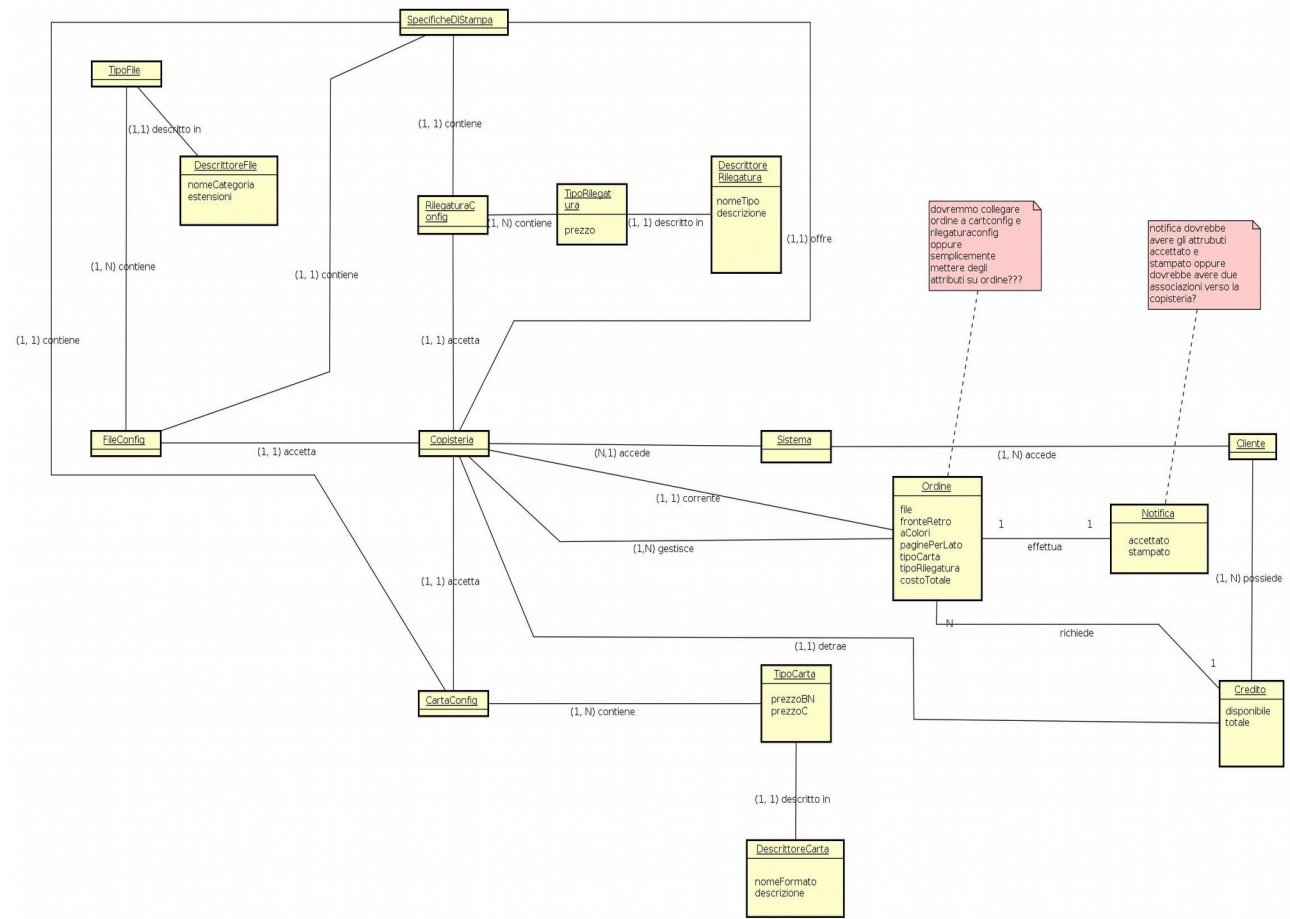 SpecificheDiStampa
TipoFile
(1,1) descritto in
DescrittoreFile
nomeCategoria
estensioni
(1, 1) contiene
RilegaturaC
onfig
(1, N) contiene
TipoRilegat
ura
prezzo
(1, 1) descritto in
Descrittore
Rilegatura
nomeTipo
descrizione
(1,1) offre
dovremmo collegare
ordine a cartconfig e
rilegaturaconfig
oppure
semplicemente
mettere degli
attributi su ordine???
notifica dovrebbe
avere gli attrubuti
accettato e
stampato oppure
dovrebbe avere due
associazioni verso la
copisteria?
(1, N) contiene
(1, 1) contiene
(1, 1) contiene
(1, 1) accetta
FileConfig
(1, 1) accetta
Copisteria
(N,1) accede
Sistema
(1, N) accede
Cliente
(1, 1) corrente
(1,N) gestisce
Ordine
file
fronteRetro
aColori
paginePerLato
tipoCarta
tipoRilegatura
costoTotale
1
1
effettua
Notifica
accettato
stampato
(1, N) possiede
(1, 1) accetta
N
richiede
1
(1,1) detrae
CartaConfig
(1, N) contiene
TipoCarta
prezzoBN
prezzoC
Credito
disponibile
totale
(1, 1) descritto in
DescrittoreCarta
nomeFormato
descrizione